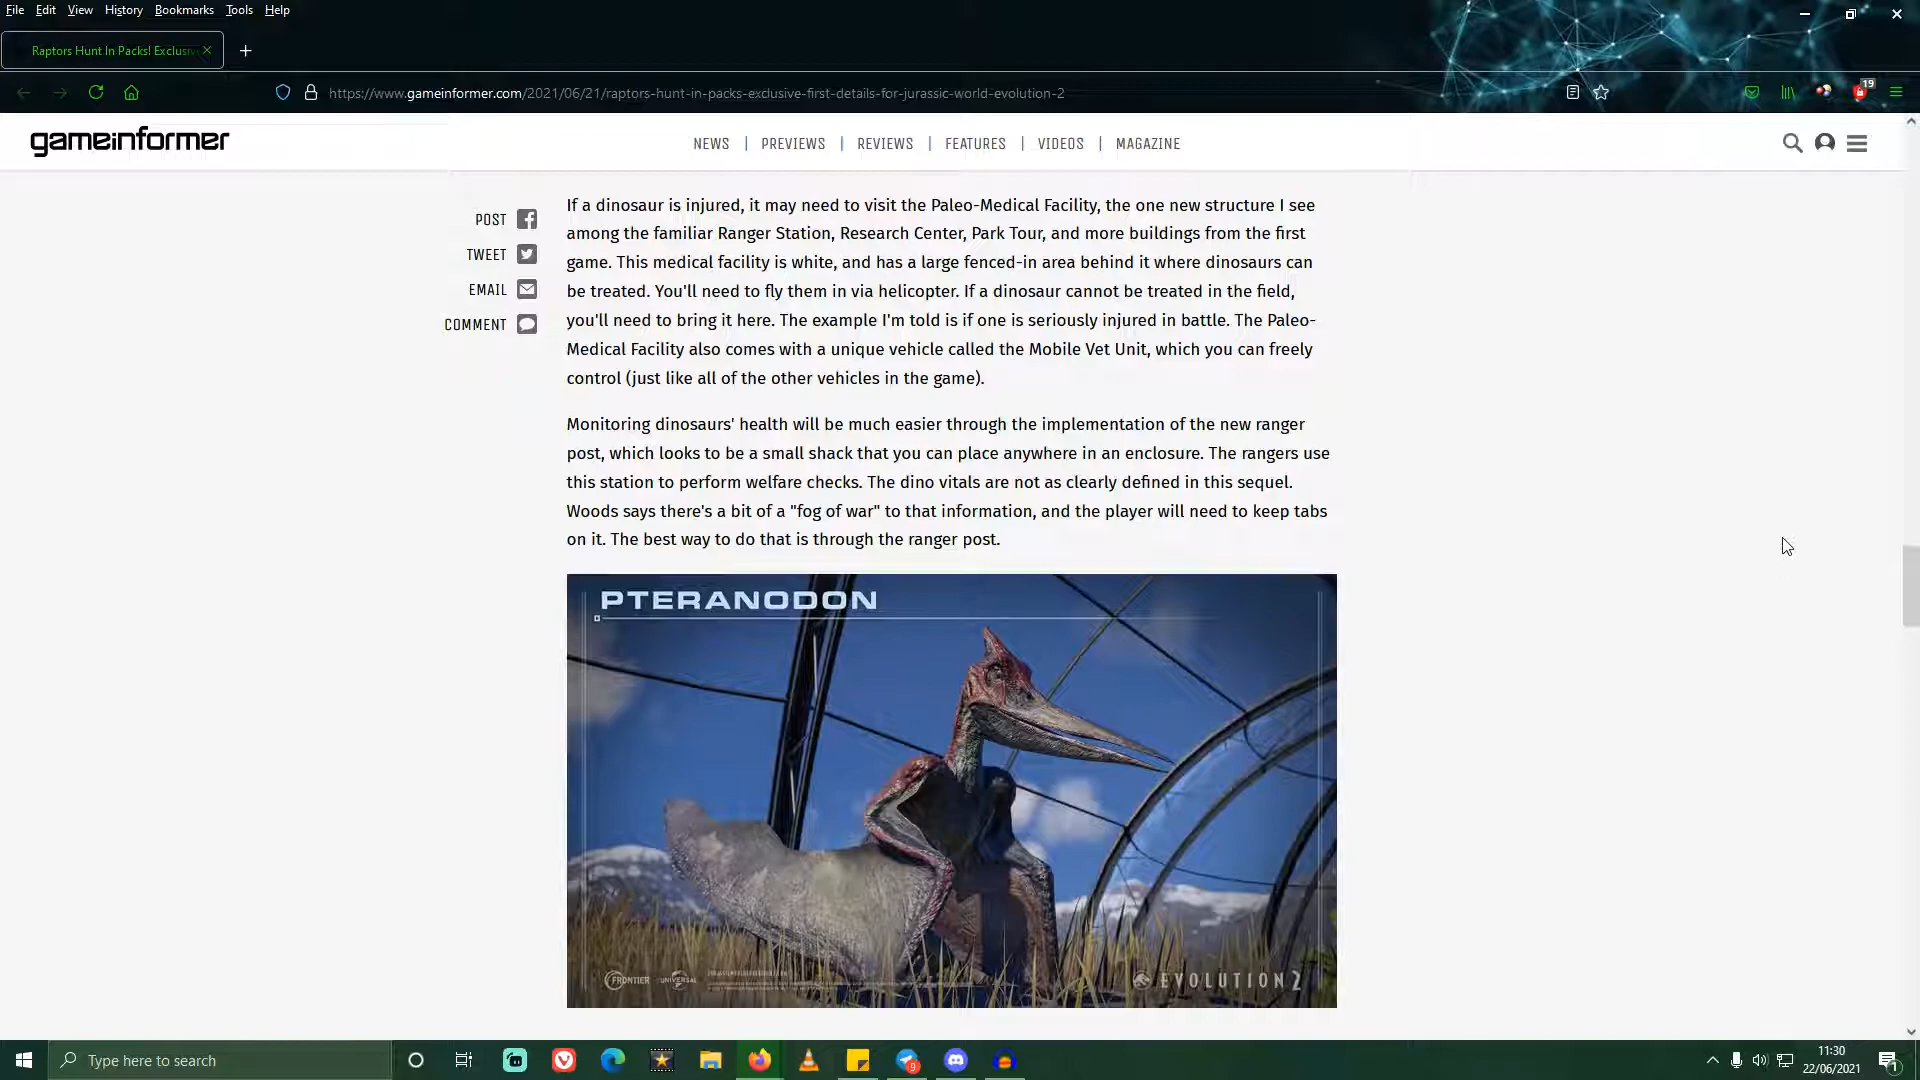 File Edit View History Bookmarks Tools Help
Raptors Hunt In Packs! Exclusiv
https://www.gameinformer.com/2021/06/21/raptors-hunt-in-packs-exclusive-first-details-for-jurassic-world-evolution-2
19
gameinformer
NEWS | PREVIEWS | REVIEWS | FEATURES | VIDEOS | MAGAZINE
POST
TWEET
EMAIL
COMMENT
If a dinosaur is injured, it may need to visit the Paleo-Medical Facility, the one new structure I see
among the familiar Ranger Station, Research Center, Park Tour, and more buildings from the first
game. This medical facility is white, and has a large fenced-in area behind it where dinosaurs can
be treated. You'll need to fly them in via helicopter. If a dinosaur cannot be treated in the field,
you'll need to bring it here. The example I'm told is if one is seriously injured in battle. The Paleo-
Medical Facility also comes with a unique vehicle called the Mobile Vet Unit, which you can freely
control (just like all of the other vehicles in the game).
Monitoring dinosaurs' health will be much easier through the implementation of the new ranger
post, which looks to be a small shack that you can place anywhere in an enclosure. The rangers use
this station to perform welfare checks. The dino vitals are not as clearly defined in this sequel.
Woods says there's a bit of a "fog of war" to that information, and the player will need to keep tabs
on it. The best way to do that is through the ranger post.
PTERANODON
FRONTIER UNIVERSAL
EVOLUTION 2
Type here to search
9
11:30
22/06/2021
1